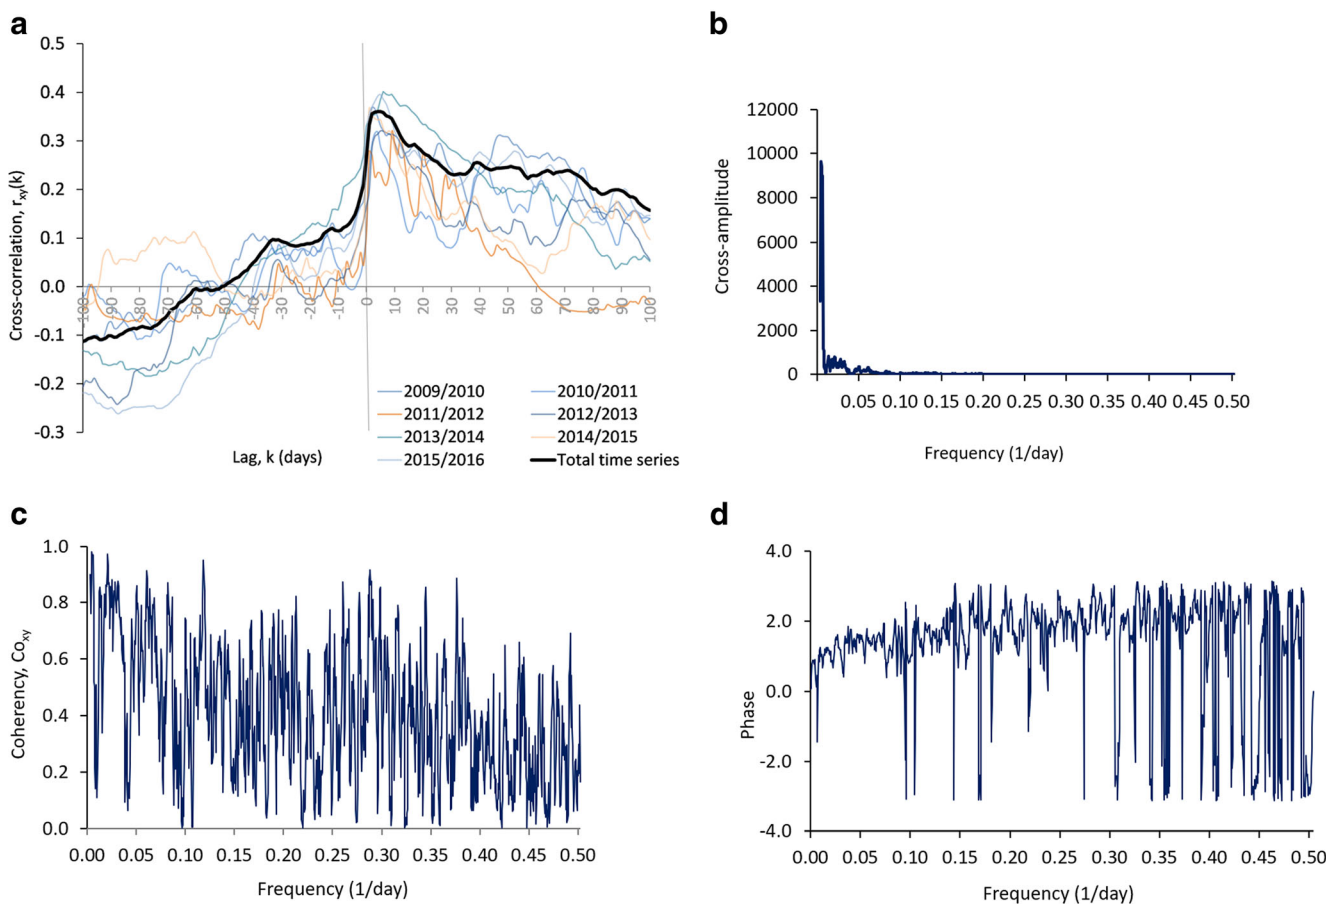 a
0.5
0.4
0.3
0.2
0.1
0.0
-0.1
-0.2
-0.3
Cross-correlation, rxy(k)
-100 -90 -80 -70 -60 -50 -40 -30 -20 -10 0 10 20 30 40 50 60 70 80 90 100
Lag, k (days)
2009/2010 2010/2011
2011/2012 2012/2013
2013/2014 2014/2015
2015/2016 Total time series
b
12000
10000
8000
6000
4000
2000
0
Cross-amplitude
0.05 0.10 0.15 0.20 0.25 0.30 0.35 0.40 0.45 0.50
Frequency (1/day)
c
1.0
0.8
0.6
0.4
0.2
0.0
Coherency, Coxy
0.00 0.05 0.10 0.15 0.20 0.25 0.30 0.35 0.40 0.45 0.50
Frequency (1/day)
d
4.0
2.0
0.0
-2.0
-4.0
Phase
0.00 0.05 0.10 0.15 0.20 0.25 0.30 0.35 0.40 0.45 0.50
Frequency (1/day)